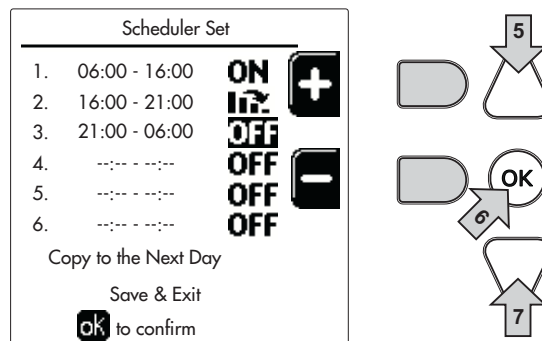 Scheduler Set
1. 06:00 - 16:00 ON
2. 16:00 - 21:00
3. 21:00 - 06:00 OFF
4. --:-- - --:-- OFF
5. --:-- - --:-- OFF
6. --:-- - --:-- OFF
Copy to the Next Day
Save & Exit
ok to confirm
+
-
5
OK
6
7